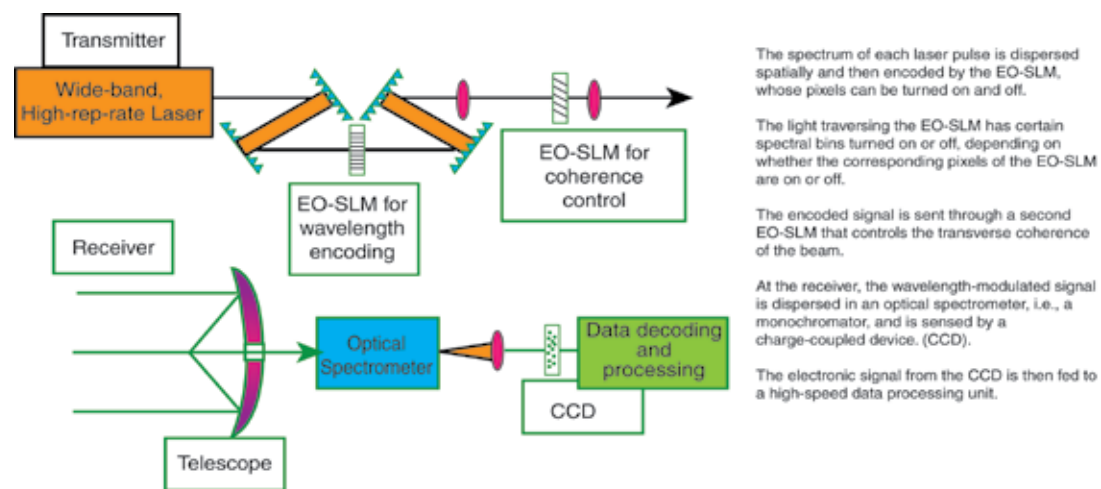 Transmitter
Wide-band,
High-rep-rate Laser
EO-SLM for
wavelength
encoding
EO-SLM for
coherence
control
Receiver
Telescope
Optical
Spectrometer
CCD
Data decoding
and
processing
The spectrum of each laser pulse is dispersed
spatially and then encoded by the EO-SLM,
whose pixels can be turned on and off.
The light traversing the EO-SLM has certain
spectral bins turned on or off, depending on
whether the corresponding pixels of the EO-SLM
are on or off.
The encoded signal is sent through a second
EO-SLM that controls the transverse coherence
of the beam.
At the receiver, the wavelength-modulated signal
is dispersed in an optical spectrometer, i.e., a
monochromator, and is sensed by a
charge-coupled device. (CCD).
The electronic signal from the CCD is then fed to
a high-speed data processing unit.